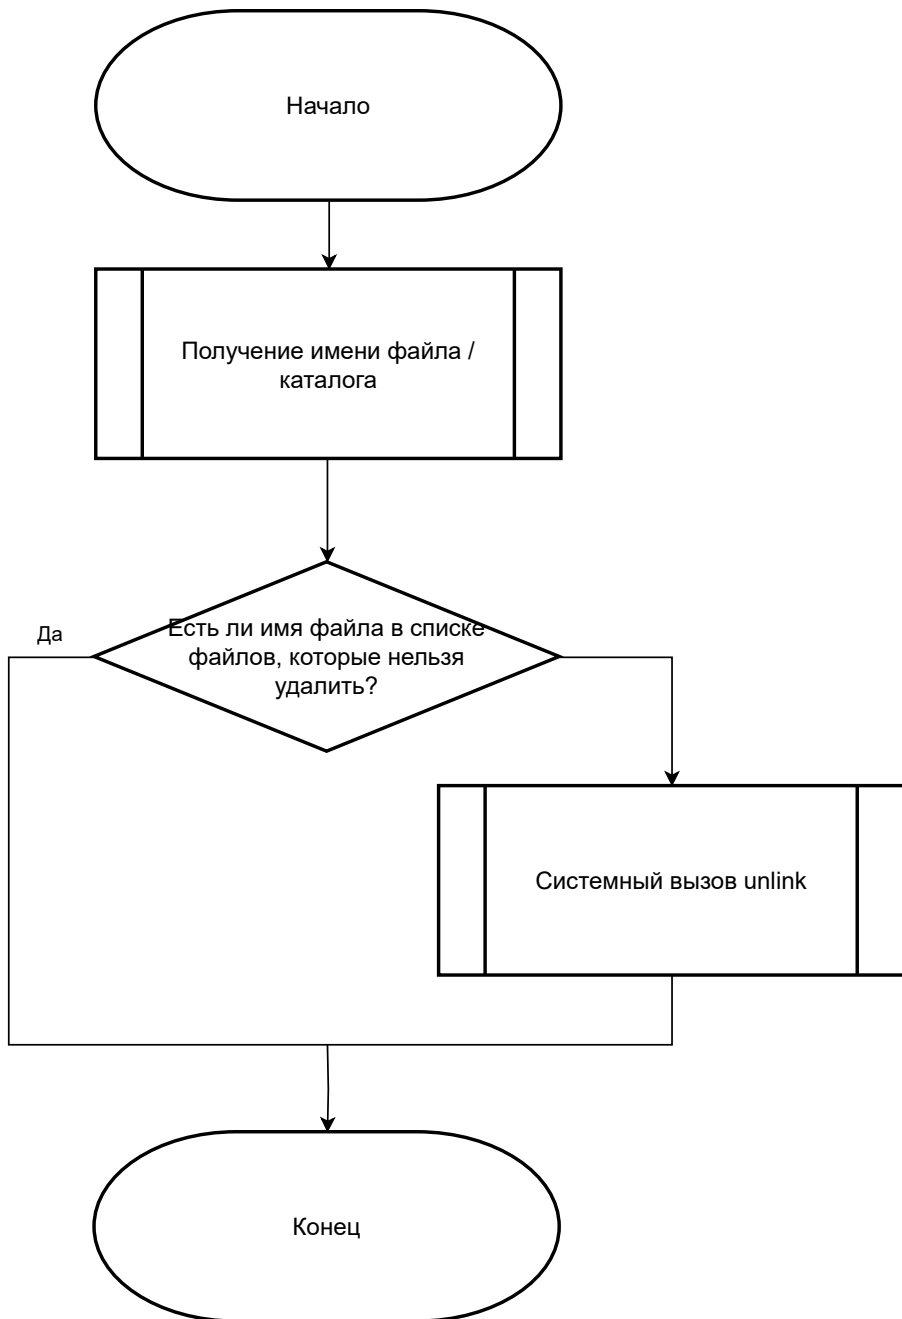 Начало
Получение имени файла /
каталога
Да
Есть ли имя файла в списке
файлов, которые нельзя
удалить?
Системный вызов unlink
Конец